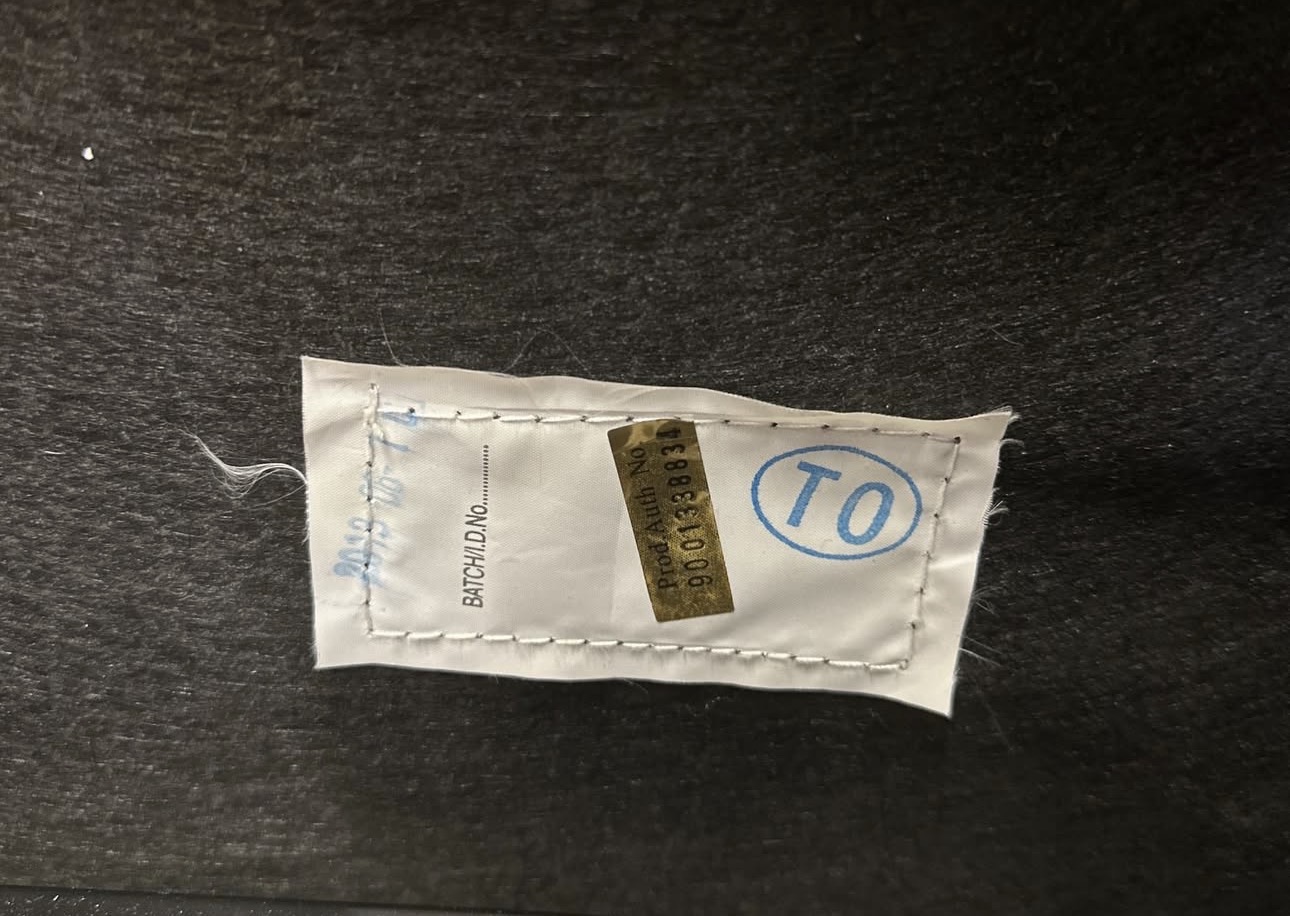 BATCH/I.D.No............
Prod Auth No.
9001338834
TO